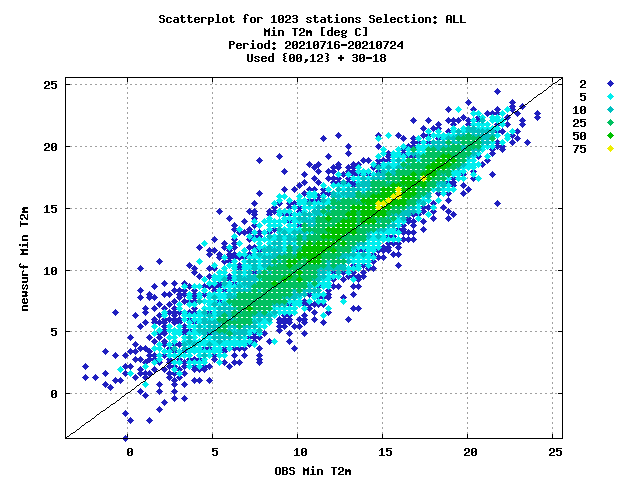 Scatterplot for 1023 stations Selection: ALL
Min T2m [deg C]
Period: 20210716-20210724
Used {00,12} + 30-18
2
5
10
25
50
75
newsurf Min T2m
25
20
15
10
5
0
0 5 10 15 20 25
OBS Min T2m